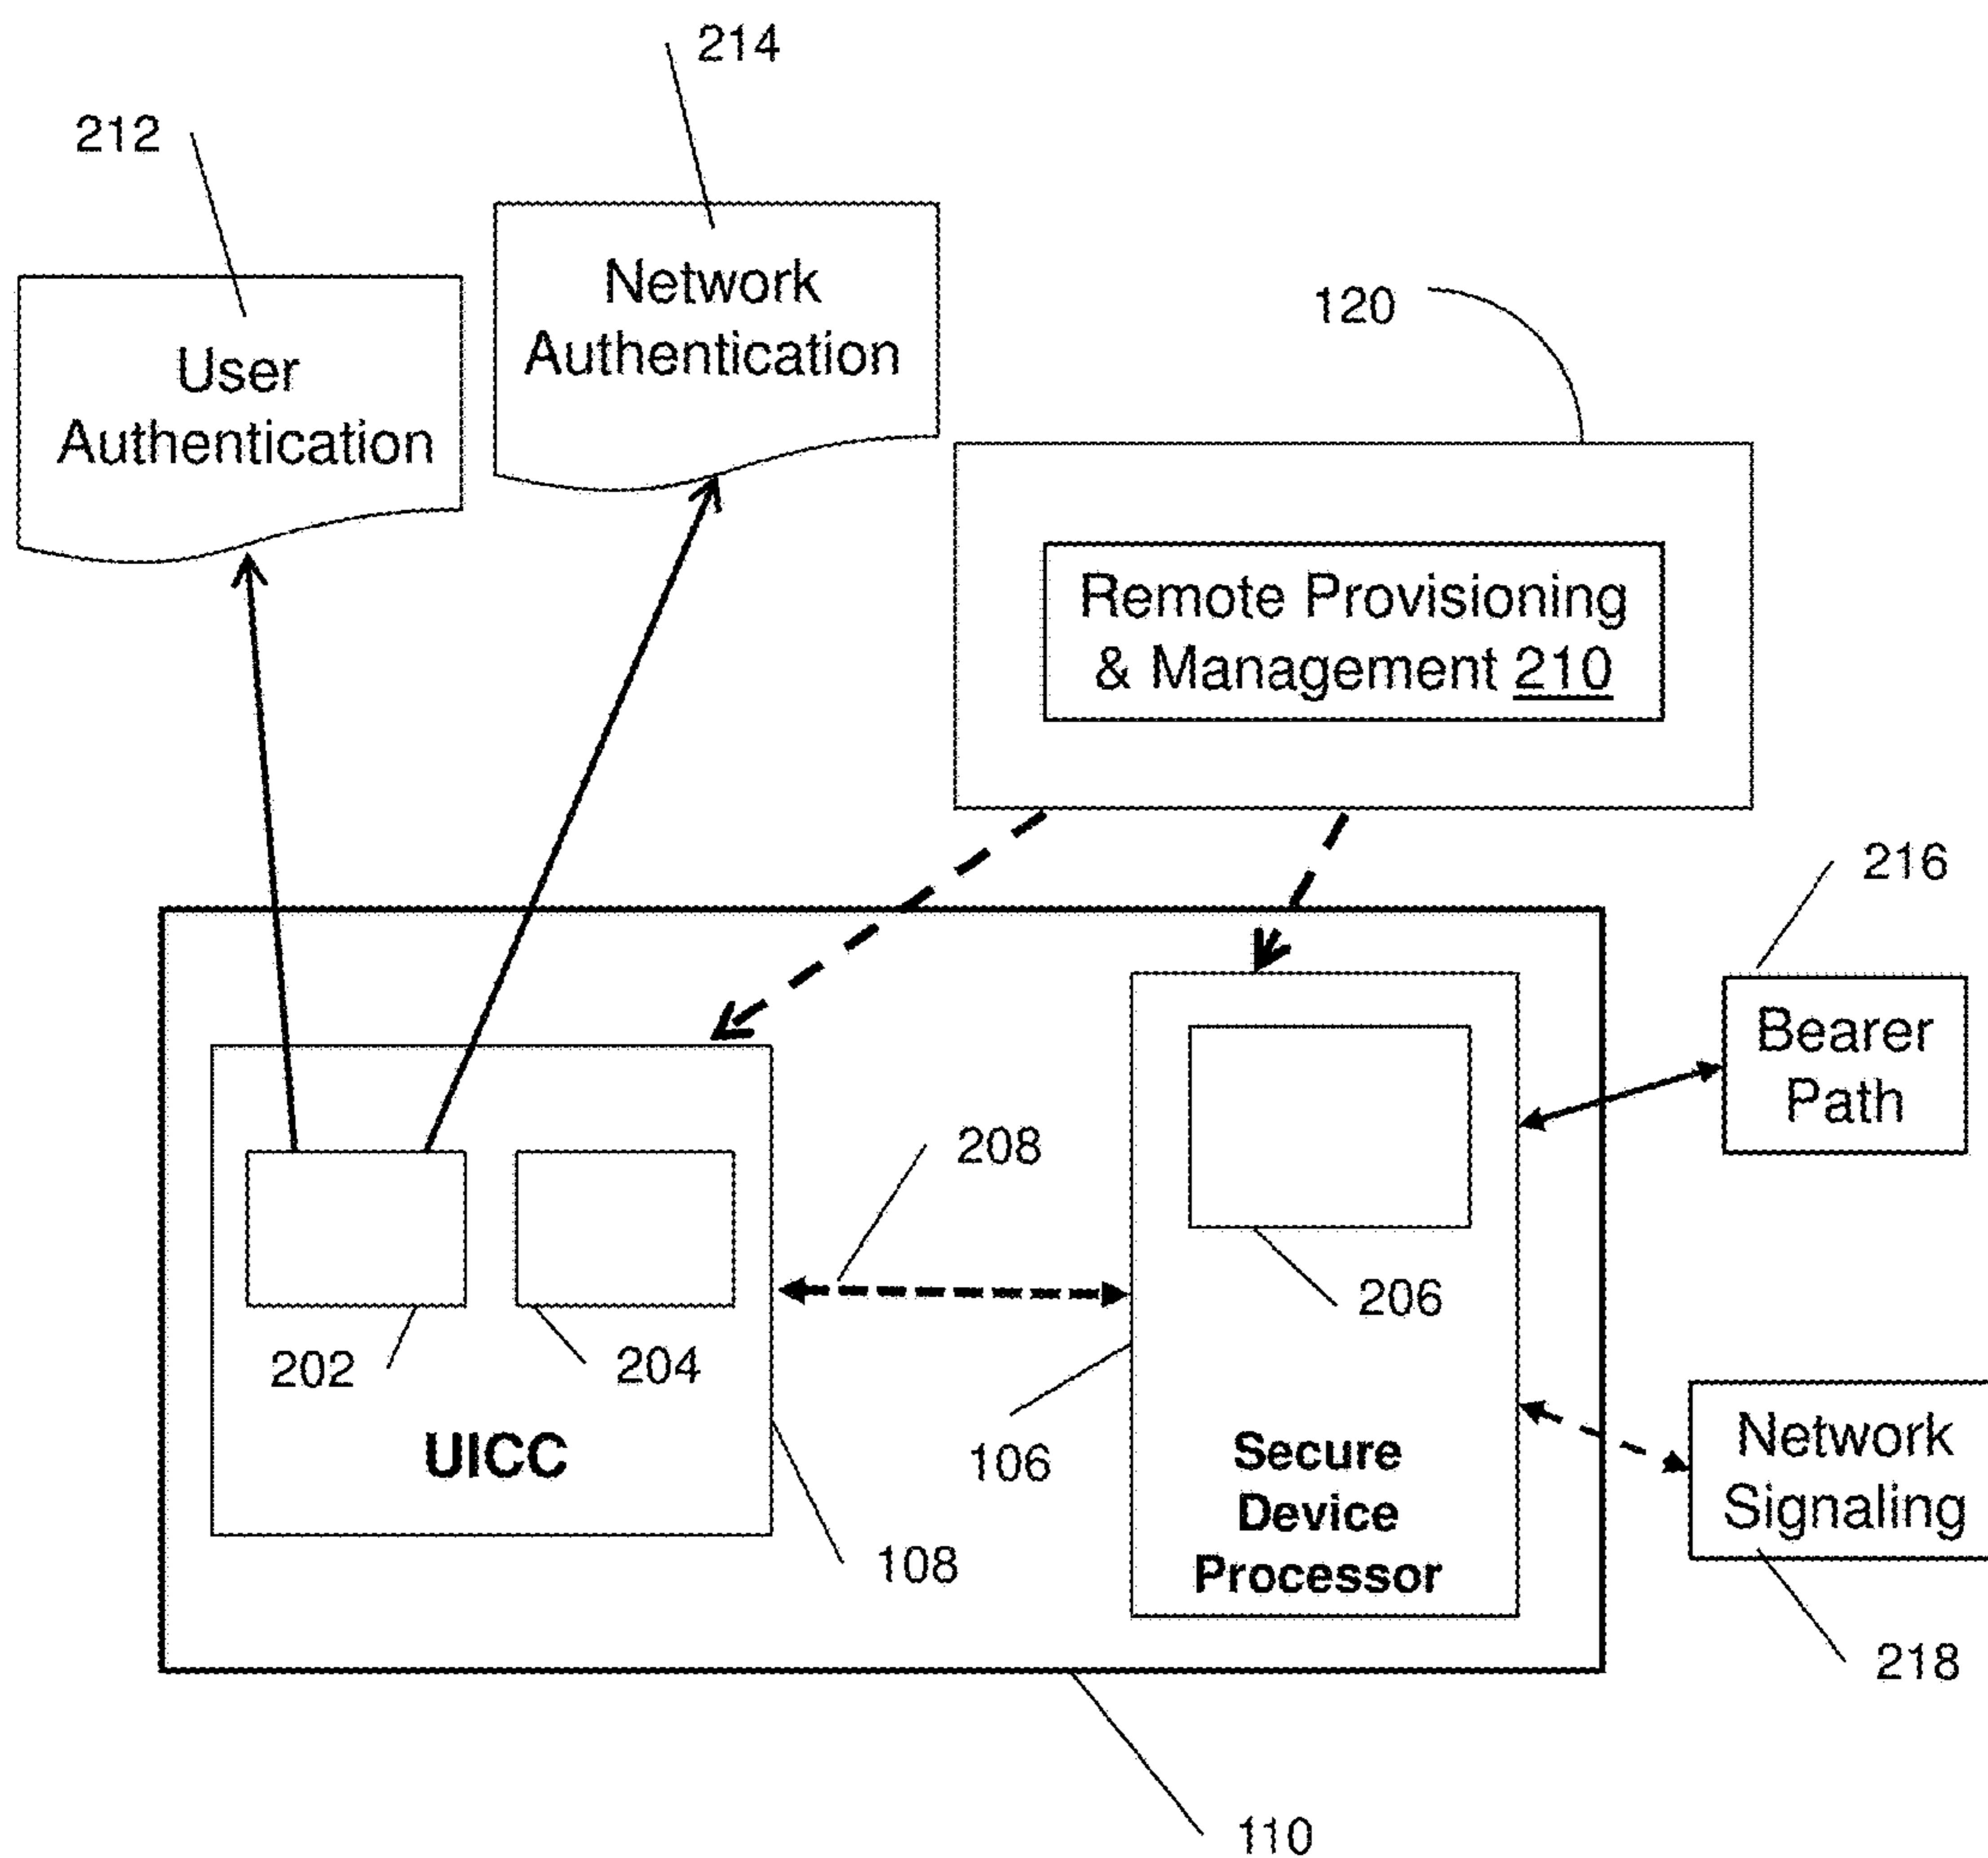 214
212
Network
Authentication
120
User
Authentication
Remote Provisioning
& Management 210
216
Bearer
Path
208
206
202
204
UICC
106
Secure
Device
Processor
Network
Signaling
108
218
110